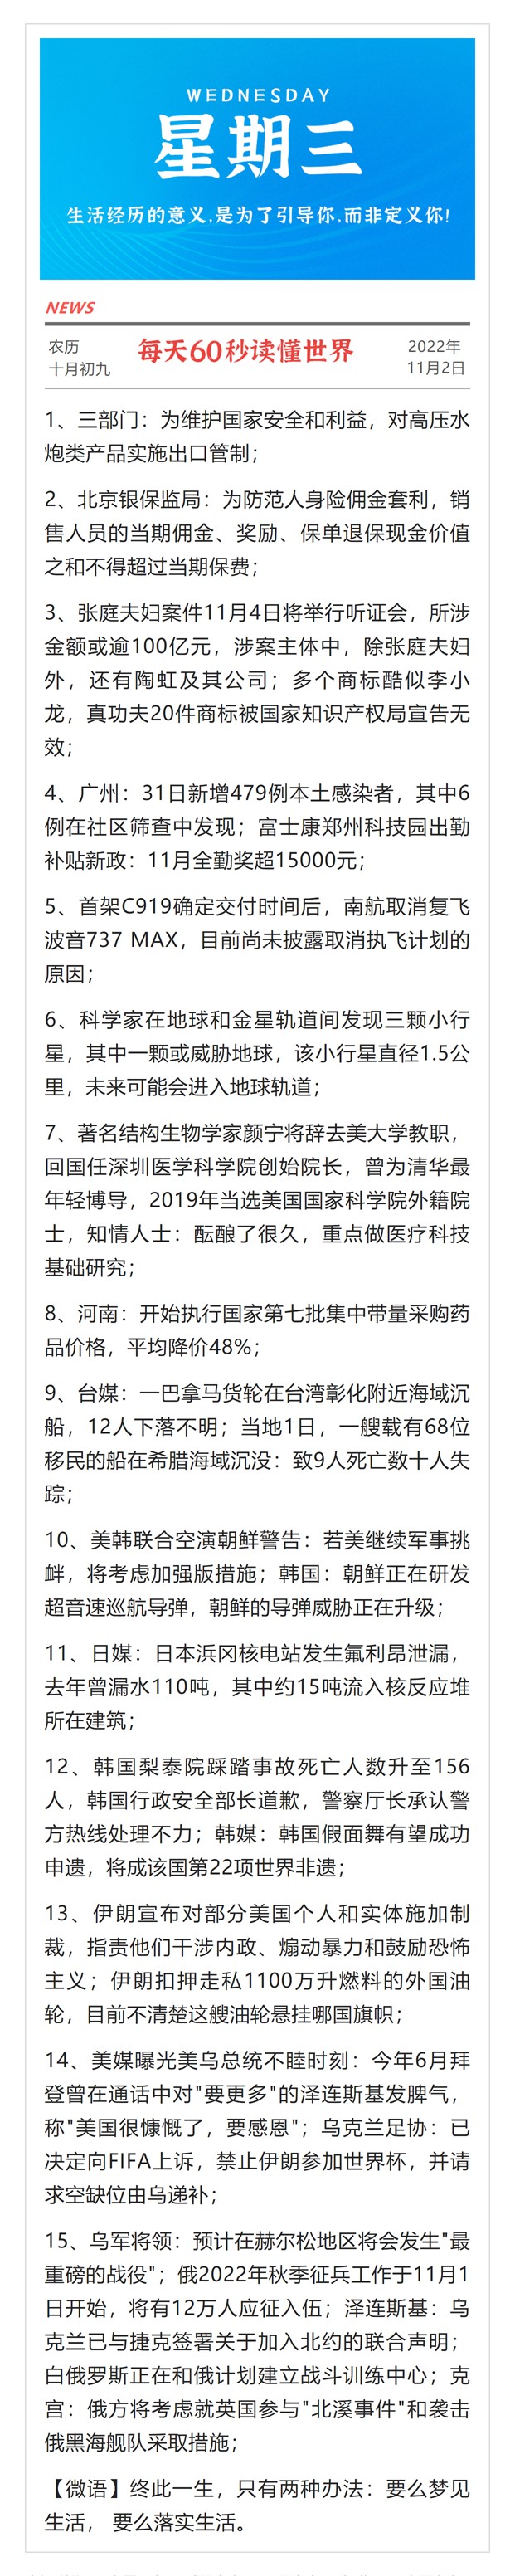 WEDNESDAY
星期三
生活经历的意义,是为了引导你,而非定义你!
NEWS
农历
十月初九
每天60秒读懂世界
2022年
11月2日
1、三部门：为维护国家安全和利益，对高压水
炮类产品实施出口管制；
2、北京银保监局：为防范人身险佣金套利，销
售人员的当期佣金、奖励、保单退保现金价值
之和不得超过当期保费；
3、张庭夫妇案件11月4日将举行听证会，所涉
金额或逾100亿元，涉案主体中，除张庭夫妇
外，还有陶虹及其公司；多个商标酷似李小
龙，真功夫20件商标被国家知识产权局宣告无
效；
4、广州：31日新增479例本土感染者，其中6
例在社区筛查中发现；富士康郑州科技园出勤
补贴新政：11月全勤奖超15000元；
5、首架C919确定交付时间后，南航取消复飞
波音737 MAX，目前尚未披露取消执飞计划的
原因；
6、科学家在地球和金星轨道间发现三颗小行
星，其中一颗或威胁地球，该小行星直径1.5公
里，未来可能会进入地球轨道；
7、著名结构生物学家颜宁将辞去美大学教职，
回国任深圳医学科学院创始院长，曾为清华最
年轻博导，2019年当选美国国家科学院外籍院
士，知情人士：酝酿了很久，重点做医疗科技
基础研究；
8、河南：开始执行国家第七批集中带量采购药
品价格，平均降价48%；
9、台媒：一巴拿马货轮在台湾彰化附近海域沉
船，12人下落不明；当地1日，一艘载有68位
移民的船在希腊海域沉没：致9人死亡数十人失
踪；
10、美韩联合空演朝鲜警告：若美继续军事挑
衅，将考虑加强版措施；韩国：朝鲜正在研发
超音速巡航导弹，朝鲜的导弹威胁正在升级；
11、日媒：日本浜冈核电站发生氟利昂泄漏，
去年曾漏水110吨，其中约15吨流入核反应堆
所在建筑；
12、韩国梨泰院踩踏事故死亡人数升至156
人，韩国行政安全部长道歉，警察厅长承认警
方热线处理不力；韩媒：韩国假面舞有望成功
申遗，将成该国第22项世界非遗；
13、伊朗宣布对部分美国个人和实体施加制
裁，指责他们干涉内政、煽动暴力和鼓励恐怖
主义；伊朗扣押走私1100万升燃料的外国油
轮，目前不清楚这艘油轮悬挂哪国旗帜；
14、美媒曝光美乌总统不睦时刻：今年6月拜
登曾在通话中对"要更多"的泽连斯基发脾气，
称"美国很慷慨了，要感恩"；乌克兰足协：已
决定向FIFA上诉，禁止伊朗参加世界杯，并请
求空缺位由乌递补；
15、乌军将领：预计在赫尔松地区将会发生"最
重磅的战役"；俄2022年秋季征兵工作于11月1
日开始，将有12万人应征入伍；泽连斯基：乌
克兰已与捷克签署关于加入北约的联合声明；
白俄罗斯正在和俄计划建立战斗训练中心；克
宫：俄方将考虑就英国参与"北溪事件"和袭击
俄黑海舰队采取措施；
【微语】终此一生，只有两种办法：要么梦见
生活， 要么落实生活。